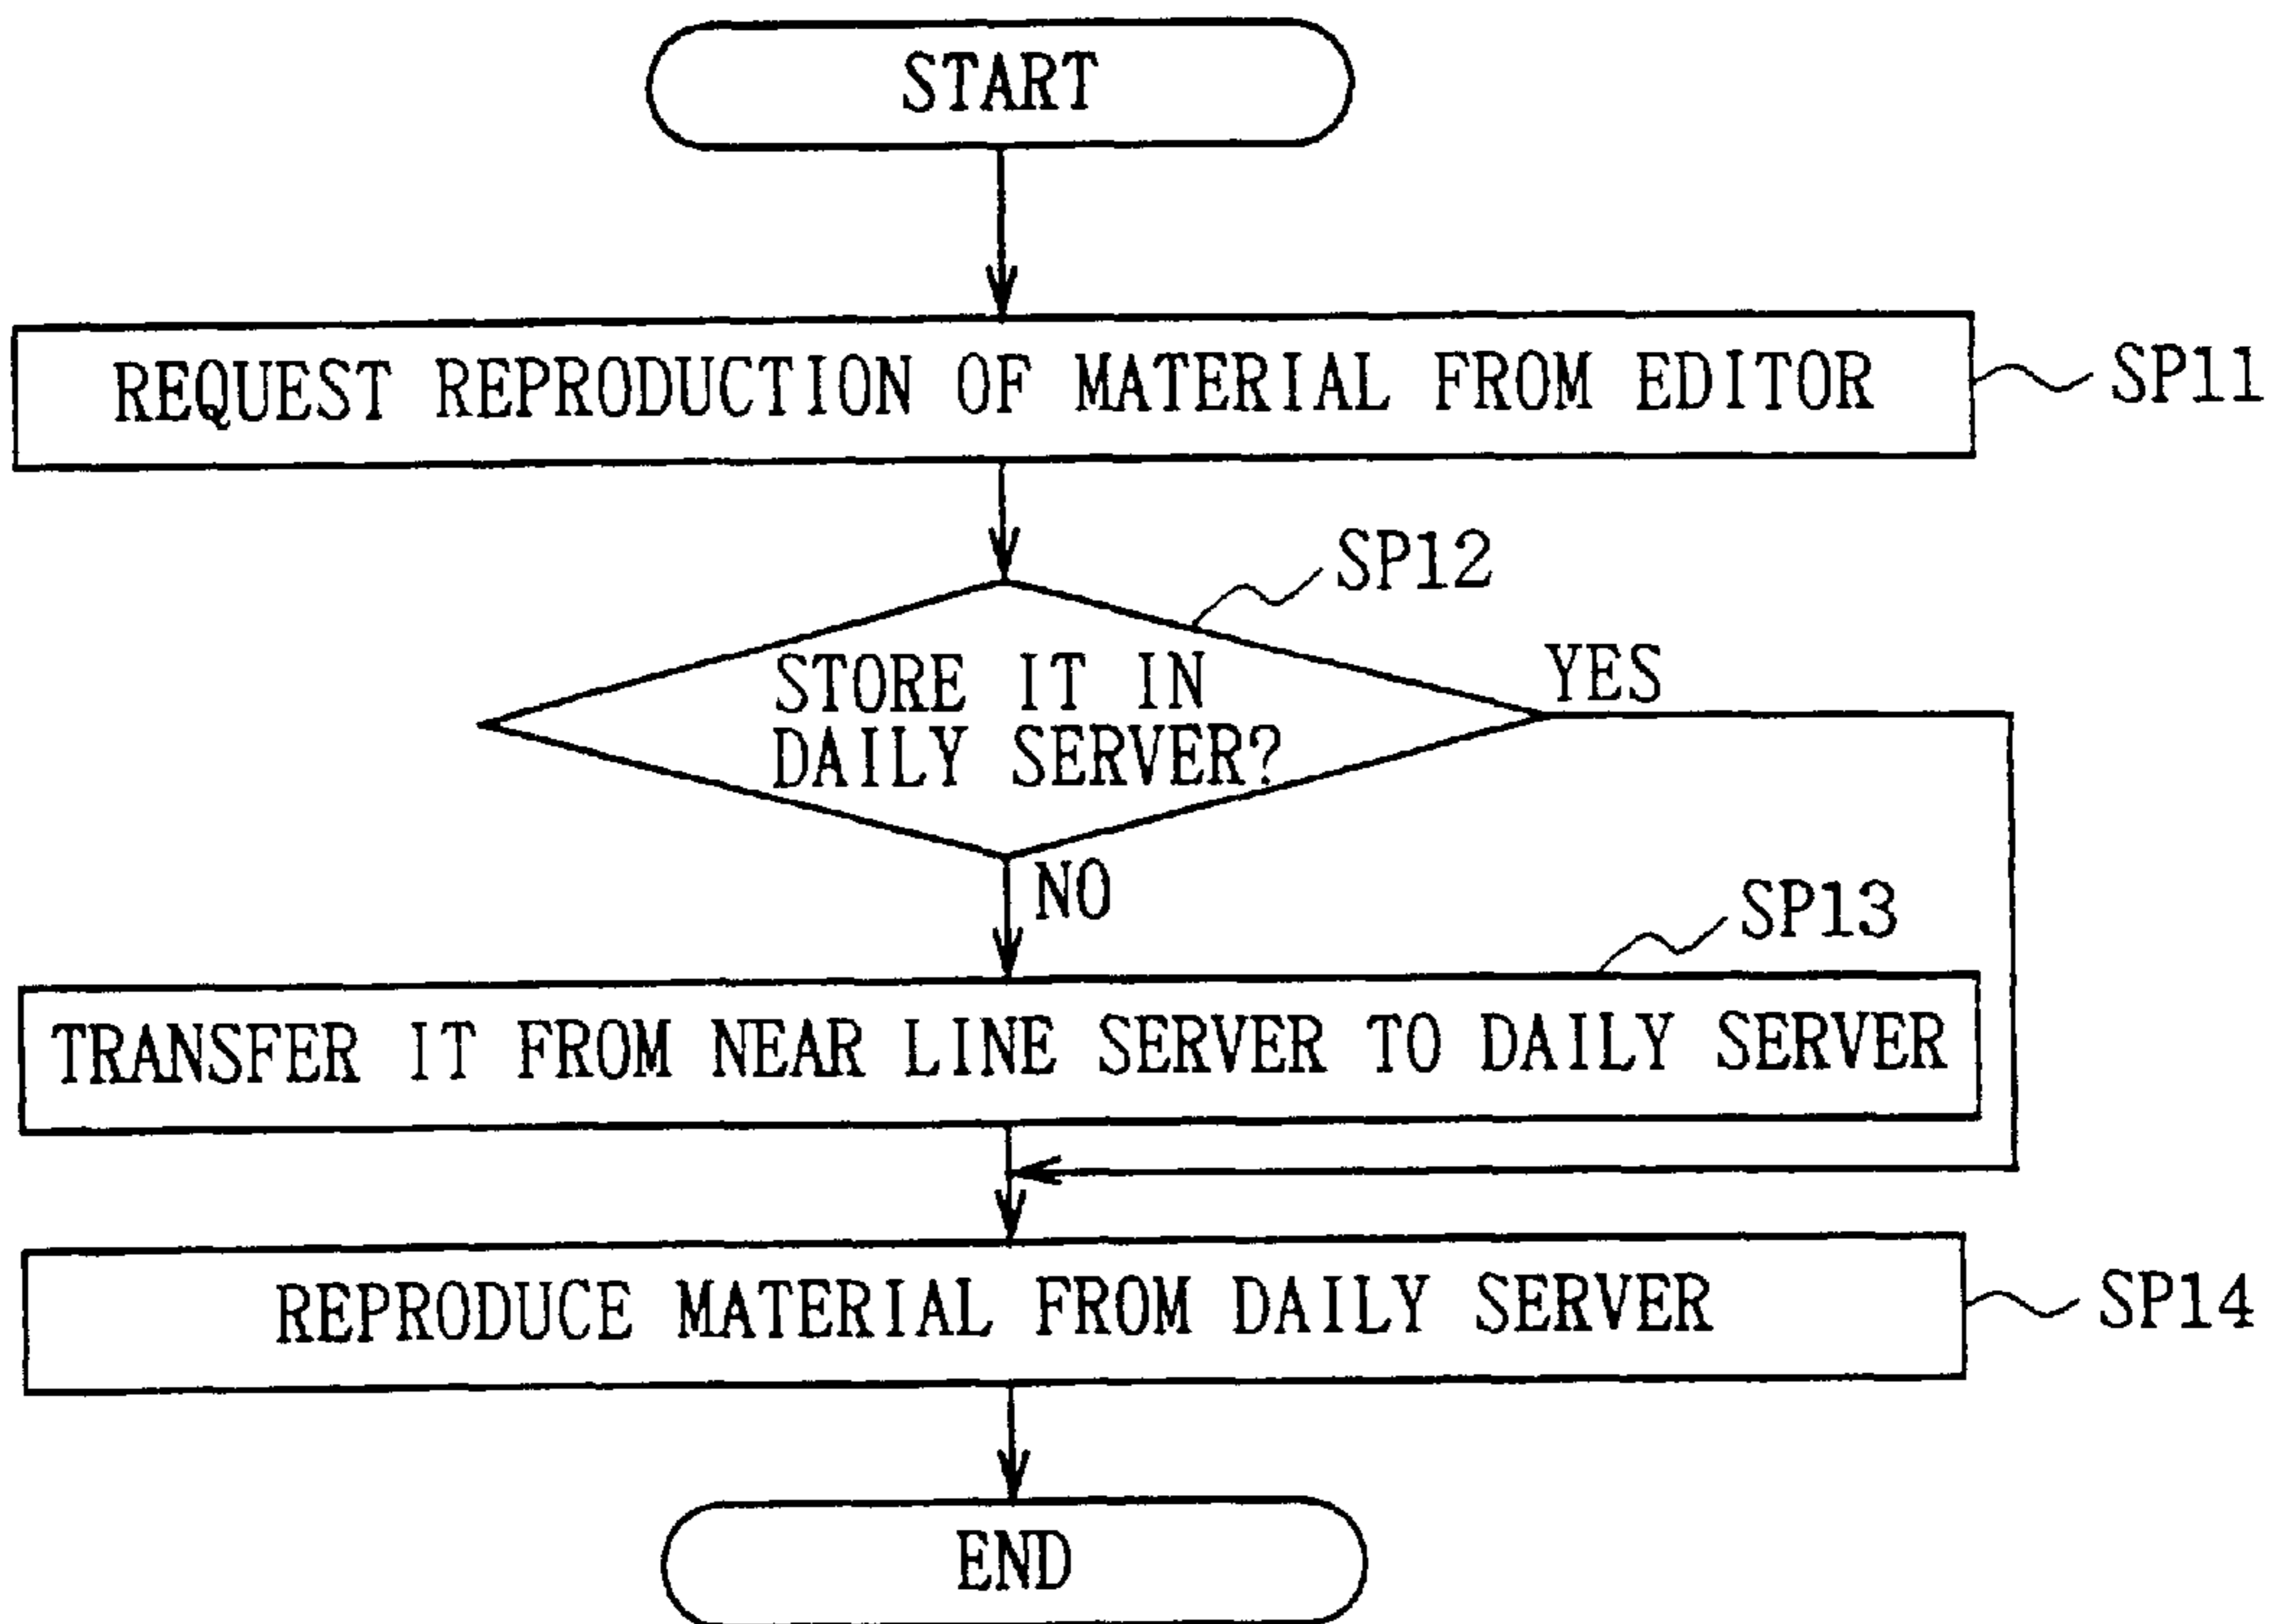 START
REQUEST REPRODUCTION OF MATERIAL FROM EDITOR
SP11
SP12
STORE IT IN
DAILY SERVER?
YES
NO
SP13
TRANSFER IT FROM NEAR LINE SERVER TO DAILY SERVER
REPRODUCE MATERIAL FROM DAILY SERVER
SP14
END